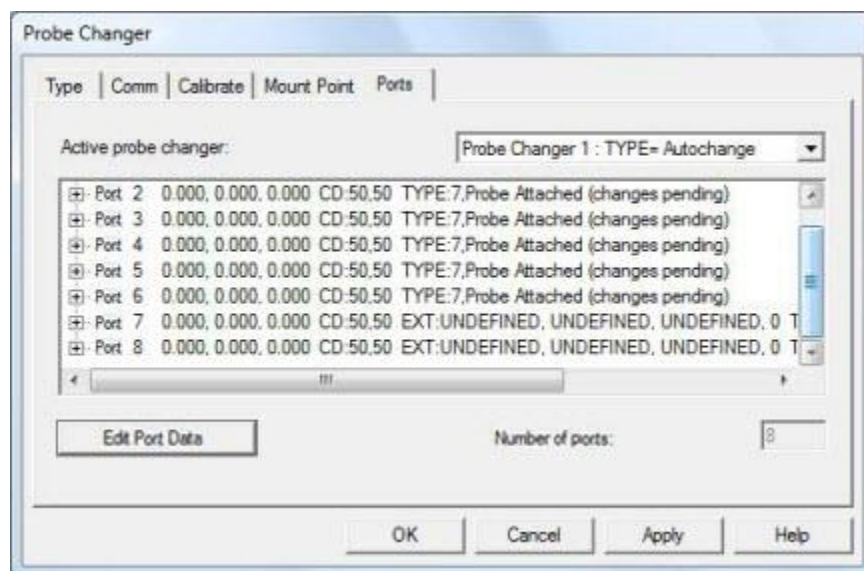 Probe Changer
Type Comm Calibrate Mount Point Ports
Active probe changer: Probe Changer 1 : TYPE= Autochange
Port 2 0.000, 0.000, 0.000 CD:50,50 TYPE:7,Probe Attached (changes pending)
Port 3 0.000, 0.000, 0.000 CD:50,50 TYPE:7,Probe Attached (changes pending)
Port 4 0.000, 0.000, 0.000 CD:50,50 TYPE:7,Probe Attached (changes pending)
Port 5 0.000, 0.000, 0.000 CD:50,50 TYPE:7,Probe Attached (changes pending)
Port 6 0.000, 0.000, 0.000 CD:50,50 TYPE:7,Probe Attached (changes pending)
Port 7 0.000, 0.000, 0.000 CD:50,50 EXT:UNDEFINED, UNDEFINED, UNDEFINED, 0 T
Port 8 0.000, 0.000, 0.000 CD:50,50 EXT:UNDEFINED, UNDEFINED, UNDEFINED, 0 T
Edit Port Data Number of ports: 8
OK Cancel Apply Help